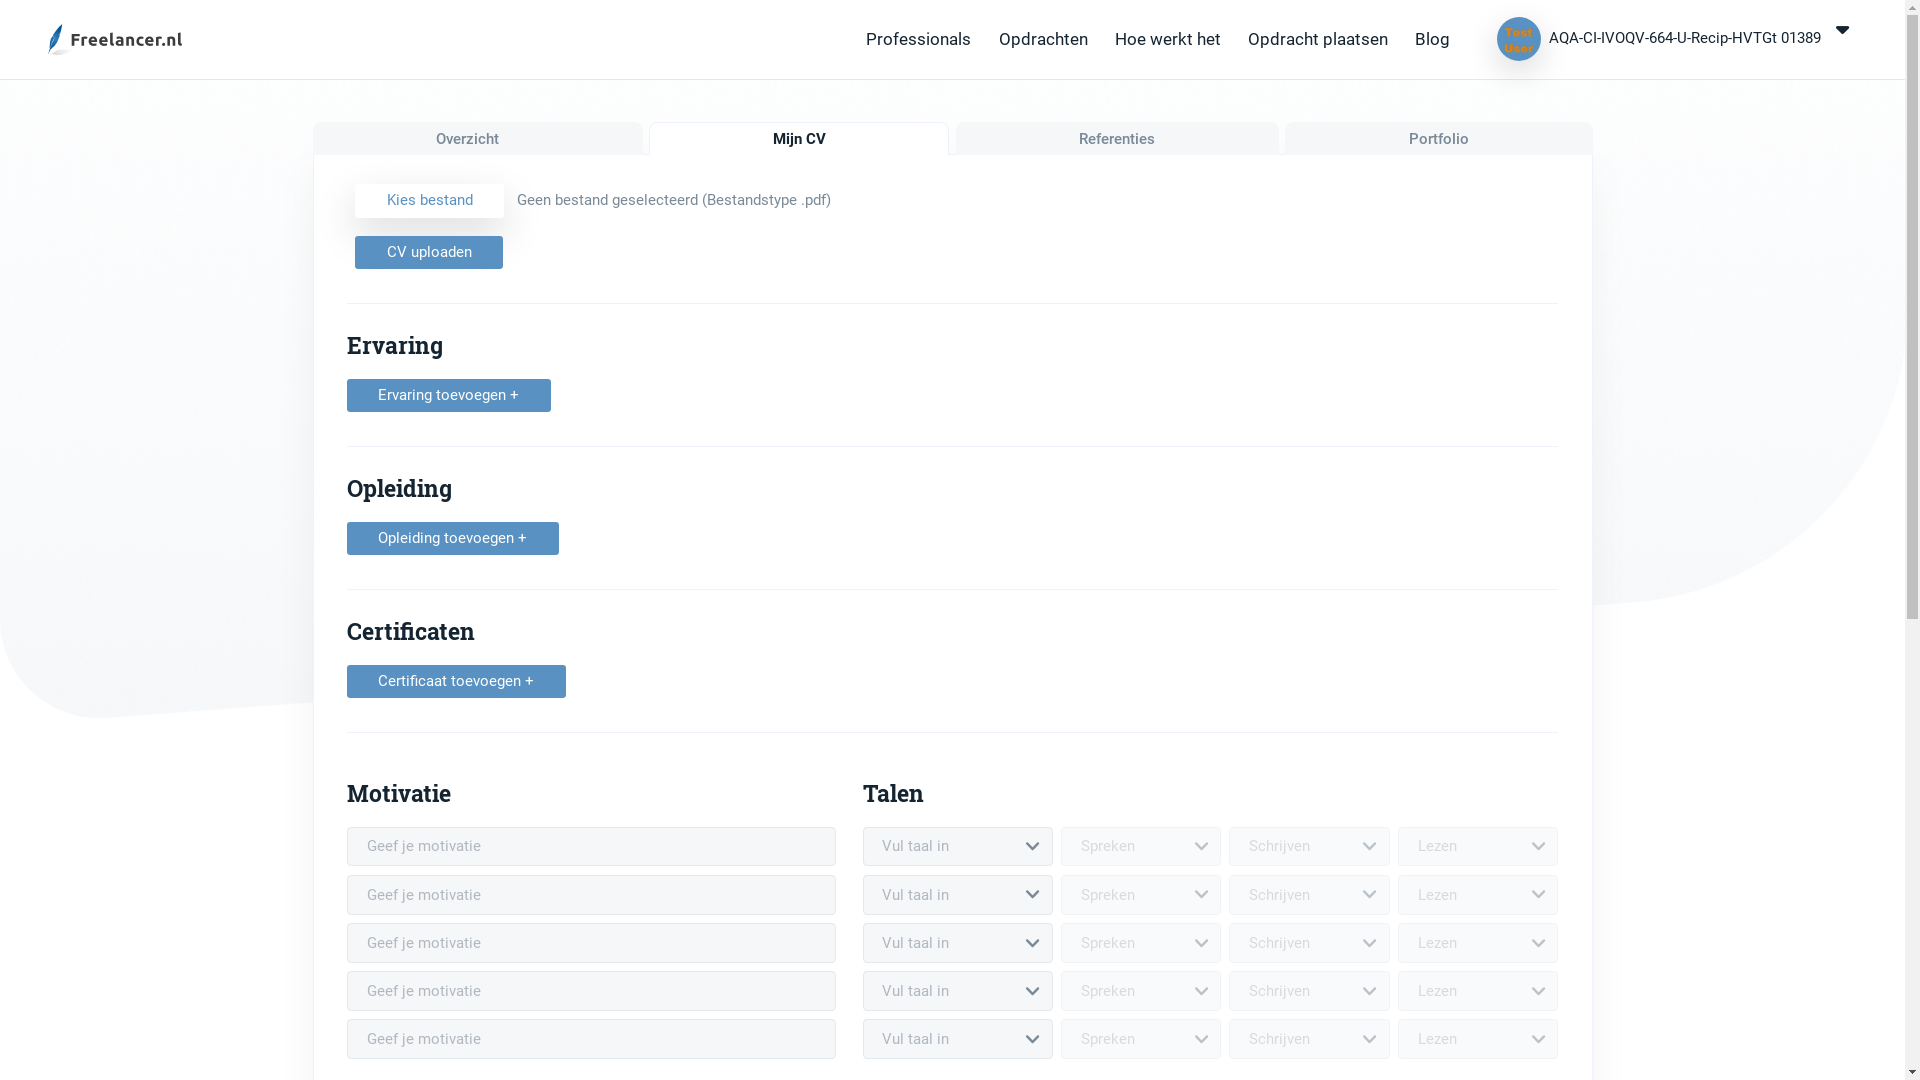 Freelancer.nl
Professionals Opdrachten Hoe werkt het Opdracht plaatsen Blog Test User AQA-CI-IVOQV-664-U-Recip-HVTGt 01389
Overzicht Mijn CV Referenties Portfolio
Kies bestand Geen bestand geselecteerd (Bestandstype .pdf)
CV uploaden
Ervaring
Ervaring toevoegen +
Opleiding
Opleiding toevoegen +
Certificaten
Certificaat toevoegen +
Motivatie Talen
Geef je motivatie Vul taal in Spreken Schrijven Lezen
Geef je motivatie Vul taal in Spreken Schrijven Lezen
Geef je motivatie Vul taal in Spreken Schrijven Lezen
Geef je motivatie Vul taal in Spreken Schrijven Lezen
Geef je motivatie Vul taal in Spreken Schrijven Lezen